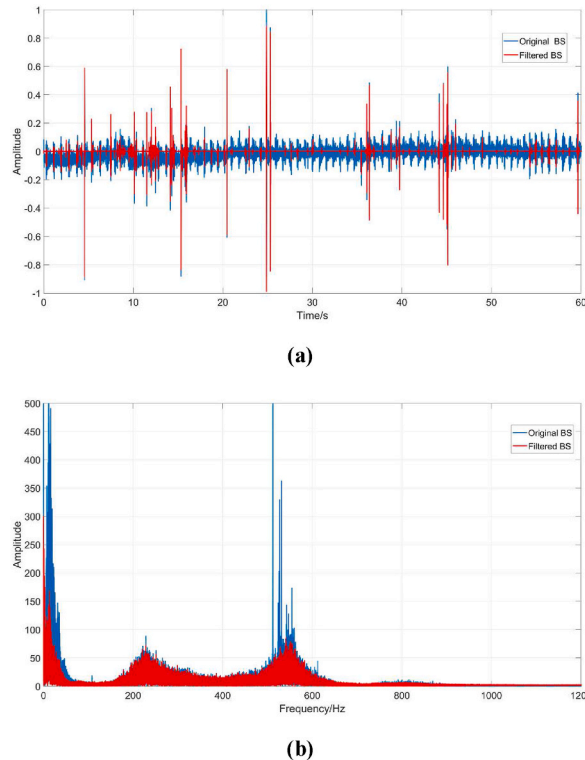 1
0.8
0.6
0.4
0.2
0
-0.2
-0.4
-0.6
-0.8
-1
Amplitude
Original BS
Filtered BS
0 10 20 30 40 50 60
Time/s
(a)
500
450
400
350
300
250
200
150
100
50
0
Amplitude
Original BS
Filtered BS
0 200 400 600 800 1000 120
Frequency/Hz
(b)